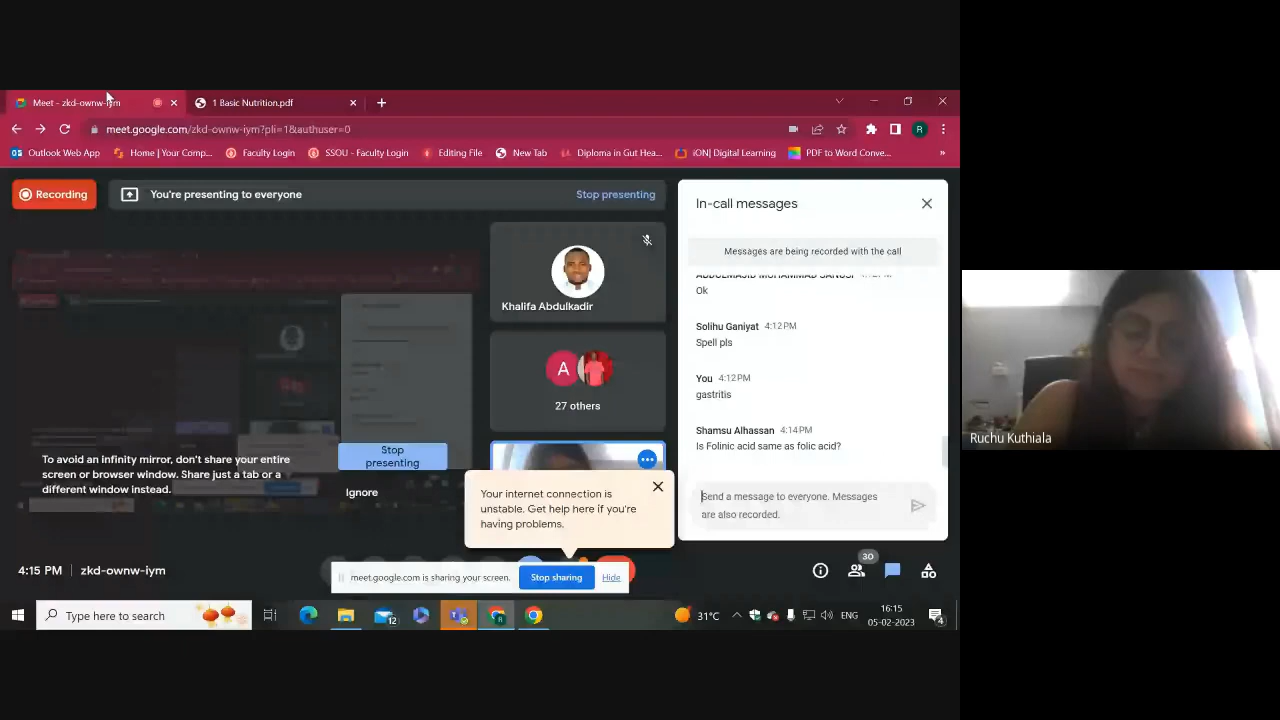 Meet - zkd-ownw-iym
1 Basic Nutrition.pdf
meet.google.com/zkd-ownw-iym?pli=1&authuser=0
Outlook Web App
Home | Your Comp...
Faculty Login
SSOU - Faculty Login
Editing File
New Tab
Diploma in Gut Hea...
iON| Digital Learning
PDF to Word Conve...
Recording
You're presenting to everyone
Stop presenting
In-call messages
Messages are being recorded with the call
Ok
Khalifa Abdulkadir
Solihu Ganiyat 4:12 PM
Spell pls
A
27 others
You 4:12 PM
gastritis
Shamsu Alhassan 4:14 PM
Is Folinic acid same as folic acid?
Ruchu Kuthiala
To avoid an infinity mirror, don't share your entire
screen or browser window. Share just a tab or a
different window instead.
Stop
presenting
Ignore
Your internet connection is
unstable. Get help here if you're
having problems.
Send a message to everyone. Messages
are also recorded.
4:15 PM | zkd-ownw-iym
meet.google.com is sharing your screen.
Stop sharing
Hide
30
Type here to search
12
31°C
ENG
16:15
05-02-2023
4
R